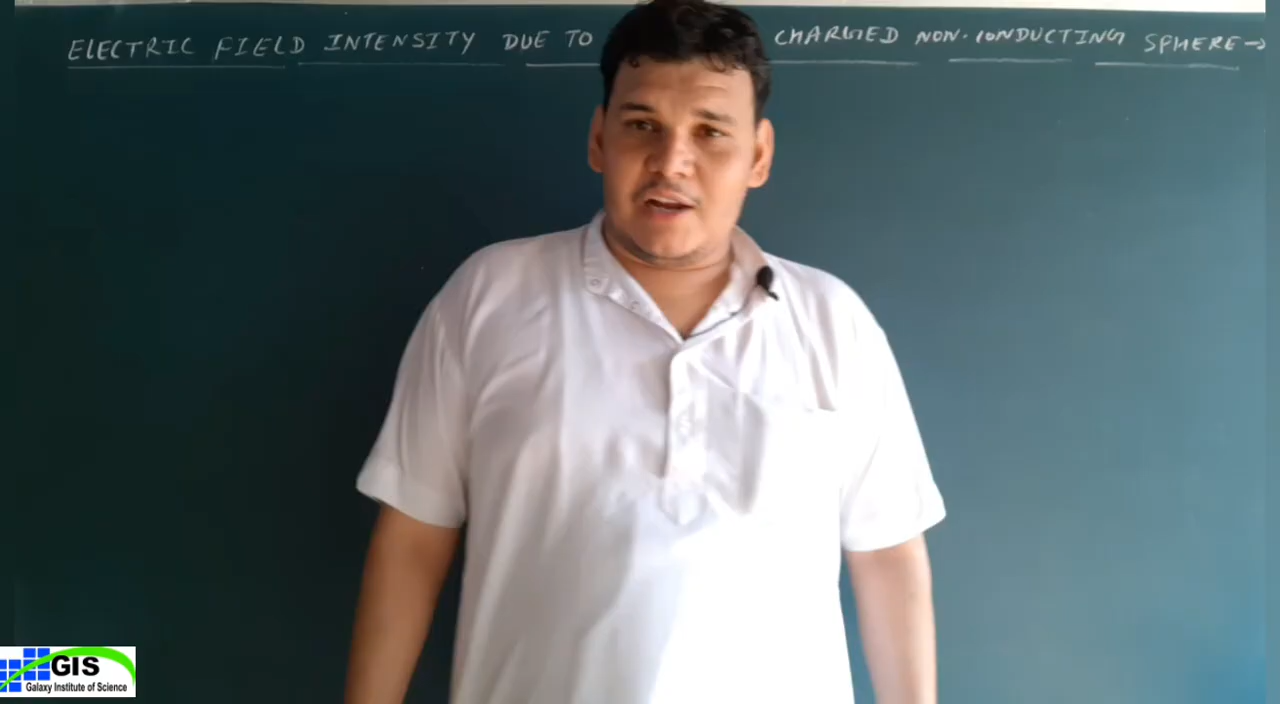 ELECTRIC FIELD INTENSITY DUE TO CHARGED NON-CONDUCTING SPHERE→
GIS
Galaxy Institute of Science